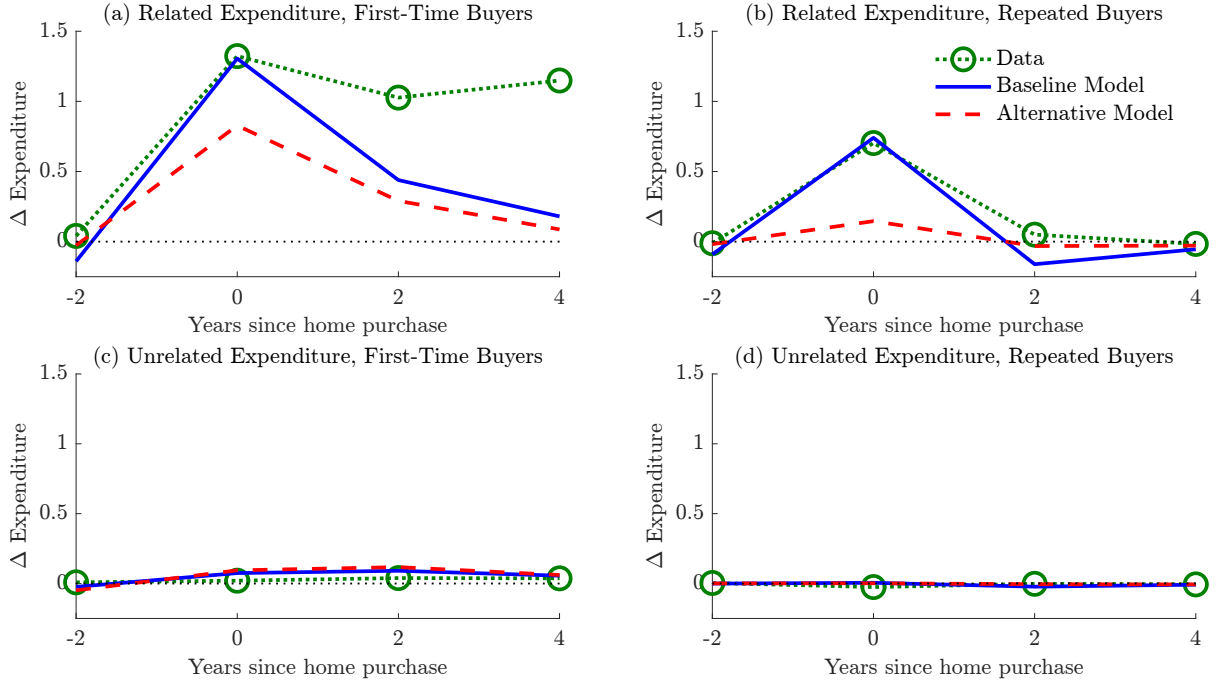 (a) Related Expenditure, First-Time Buyers
1.5
1
0.5
0
Δ Expenditure
-2
0
2
4
Years since home purchase
(b) Related Expenditure, Repeated Buyers
Data
Baseline Model
Alternative Model
1.5
1
0.5
0
Δ Expenditure
-2
0
2
4
Years since home purchase
(c) Unrelated Expenditure, First-Time Buyers
1.5
1
0.5
0
Δ Expenditure
-2
0
2
4
Years since home purchase
(d) Unrelated Expenditure, Repeated Buyers
1.5
1
0.5
0
Δ Expenditure
-2
0
2
4
Years since home purchase